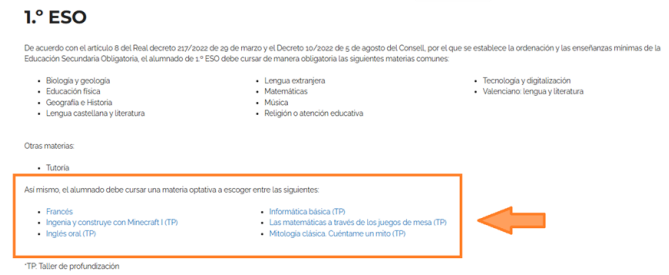 1.º ESO
De acuerdo con el artículo 8 del Real decreto 217/2022 de 29 de marzo y el Decreto 10/2022 de 5 de agosto del Consell, por el que se establece la ordenación y las enseñanzas mínimas de la
Educación Secundaria Obligatoria, el alumnado de 1.º ESO debe cursar de manera obligatoria las siguientes materias comunes:
Biología y geología
Educación física
Geografía e Historia
Lengua castellana y literatura
Lengua extranjera
Matemáticas
Música
Religión o atención educativa
Tecnología y digitalización
Valenciano: lengua y literatura
Otras materias:
Tutoría
Así mismo, el alumnado debe cursar una materia optativa a escoger entre las siguientes:
Francés
Ingenia y construye con Minecraft I (TP)
Inglés oral (TP)
Informática básica (TP)
Las matemáticas a través de los juegos de mesa (TP)
Mitología clásica. Cuéntame un mito (TP)
*TP: Taller de profundización